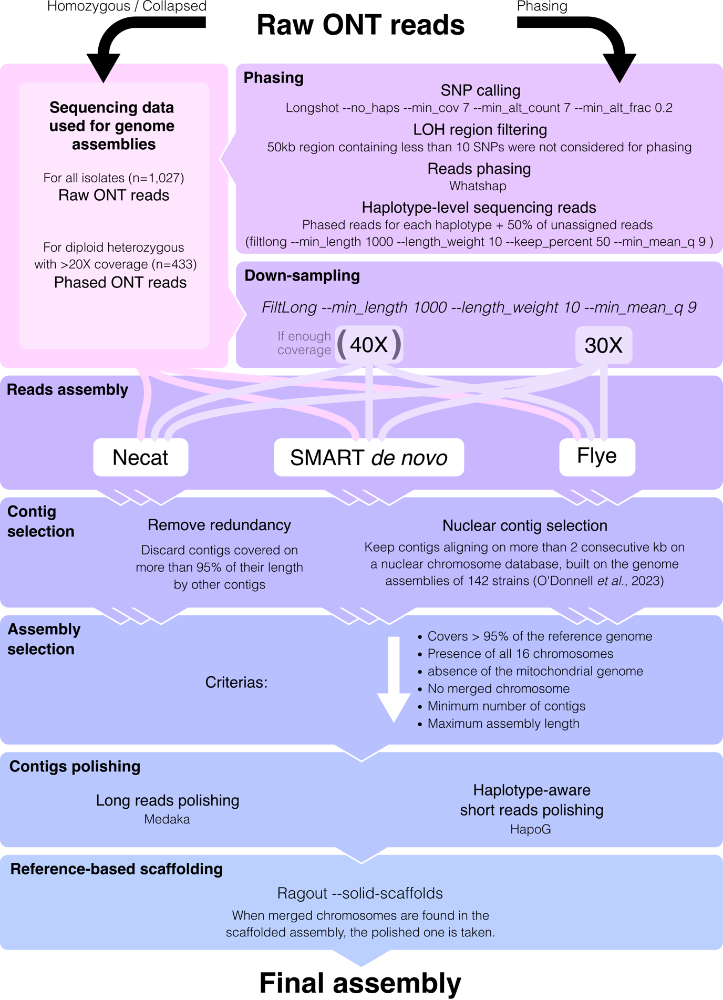 Homozygous / Collapsed
Raw ONT reads
Phasing
Sequencing data
used for genome
assemblies
For all isolates (n=1,027)
Raw ONT reads
For diploid heterozygous
with >20X coverage (n=433)
Phased ONT reads
Phasing
SNP calling
Longshot --no_haps --min_cov 7 --min_alt_count 7 --min_alt_frac 0.2
LOH region filtering
50kb region containing less than 10 SNPs were not considered for phasing
Reads phasing
Whatshap
Haplotype-level sequencing reads
Phased reads for each haplotype + 50% of unassigned reads
(filtlong --min_length 1000 --length_weight 10 --keep_percent 50 --min_mean_q 9 )
Down-sampling
FiltLong --min_length 1000 --length_weight 10 --min_mean_q 9
If enough
coverage
(40X)
30X
Reads assembly
Necat
SMART de novo
Flye
Contig
selection
Remove redundancy
Discard contigs covered on
more than 95% of their length
by other contigs
Nuclear contig selection
Keep contigs aligning on more than 2 consecutive kb on
a nuclear chromosome database, built on the genome
assemblies of 142 strains (O'Donnell et al., 2023)
Assembly
selection
Criterias:
• Covers > 95% of the reference genome
• Presence of all 16 chromosomes
• absence of the mitochondrial genome
• No merged chromosome
• Minimum number of contigs
• Maximum assembly length
Contigs polishing
Long reads polishing
Medaka
Haplotype-aware
short reads polishing
HapoG
Reference-based scaffolding
Ragout --solid-scaffolds
When merged chromosomes are found in the
scaffolded assembly, the polished one is taken.
Final assembly